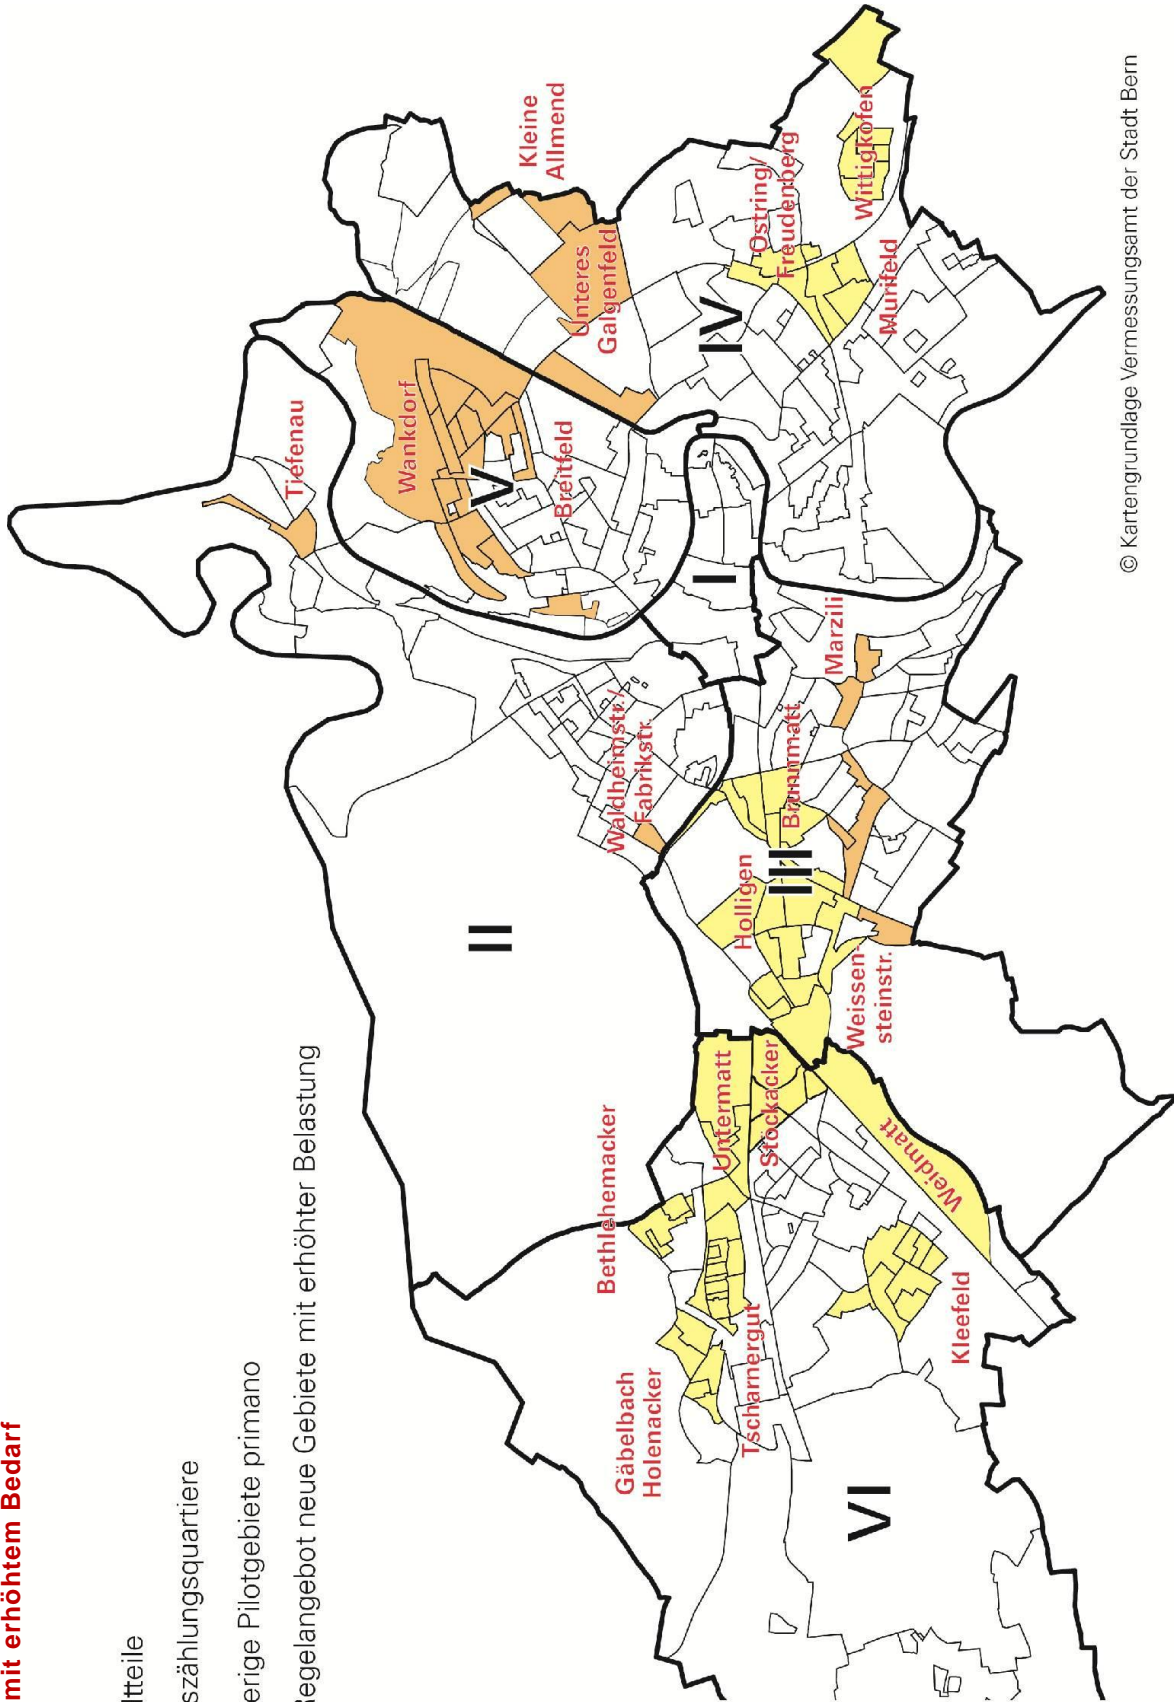 mit erhöhtem Bedarf
dtteile
szählungsquartiere
erige Pilotgebiete primano
Regelangebot neue Gebiete mit erhöhter Belastung
Tiefenau
Wankdorf
V
Breitfeld
Kleine
Allmend
Unteres
Galgenfeld
IV
Ostring/
Freudenberg
Wittigkofen
Murifeld
I
II
Waldheimstr./
Fabrikstr.
Marzili
Brunnmatt
III
Holligen
Weissen-
steinstr.
Untermatt
Stöckacker
Weidmatt
Bethlehemacker
Gäbelbach
Holenacker
Tscharnergut
Kleefeld
VI
© Kartengrundlage Vermessungsamt der Stadt Bern